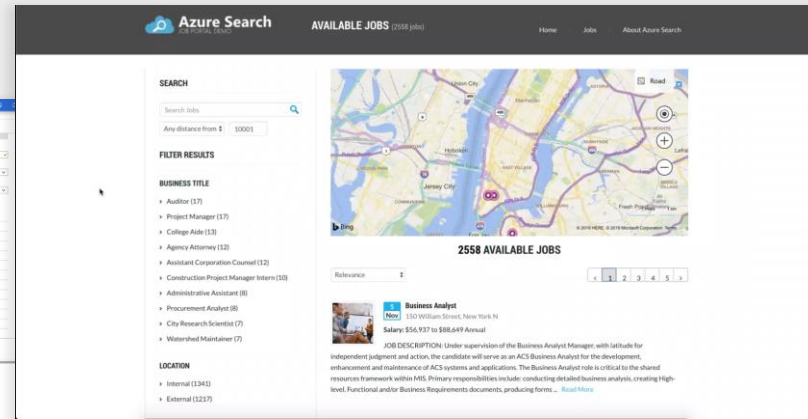 Azure Search
JOB PORTAL DEMO
AVAILABLE JOBS (2558 jobs)
Home
Jobs
About Azure Search
SEARCH
Search Jobs
Any distance from
10001
FILTER RESULTS
BUSINESS TITLE
Auditor (17)
Project Manager (17)
College Aide (13)
Agency Attorney (12)
Assistant Corporation Counsel (12)
Construction Project Manager Intern (10)
Administrative Assistant (8)
Procurement Analyst (8)
City Research Scientist (7)
Watershed Maintainer (7)
LOCATION
Internal (1341)
External (1217)
Union City
Road
Manhattan
ASTORIA
Hoboken
EAST VILLAGE
Jersey City
Bing
2558 AVAILABLE JOBS
Relevance
< 1 2 3 4 5 >
5
Nov
Business Analyst
150 William Street, New York N
Salary: $56,937 to $88,649 Annual
JOB DESCRIPTION: Under supervision of the Business Analyst Manager, with latitude for
independent judgment and action, the candidate will serve as an ACS Business Analyst for the development,
enhancement and maintenance of ACS systems and applications. The Business Analyst role is critical to the shared
resources framework within MIS. Primary responsibilities include: conducting detailed business analysis, creating High-
level, Functional and/or Business Requirements documents, producing forms ... Read More